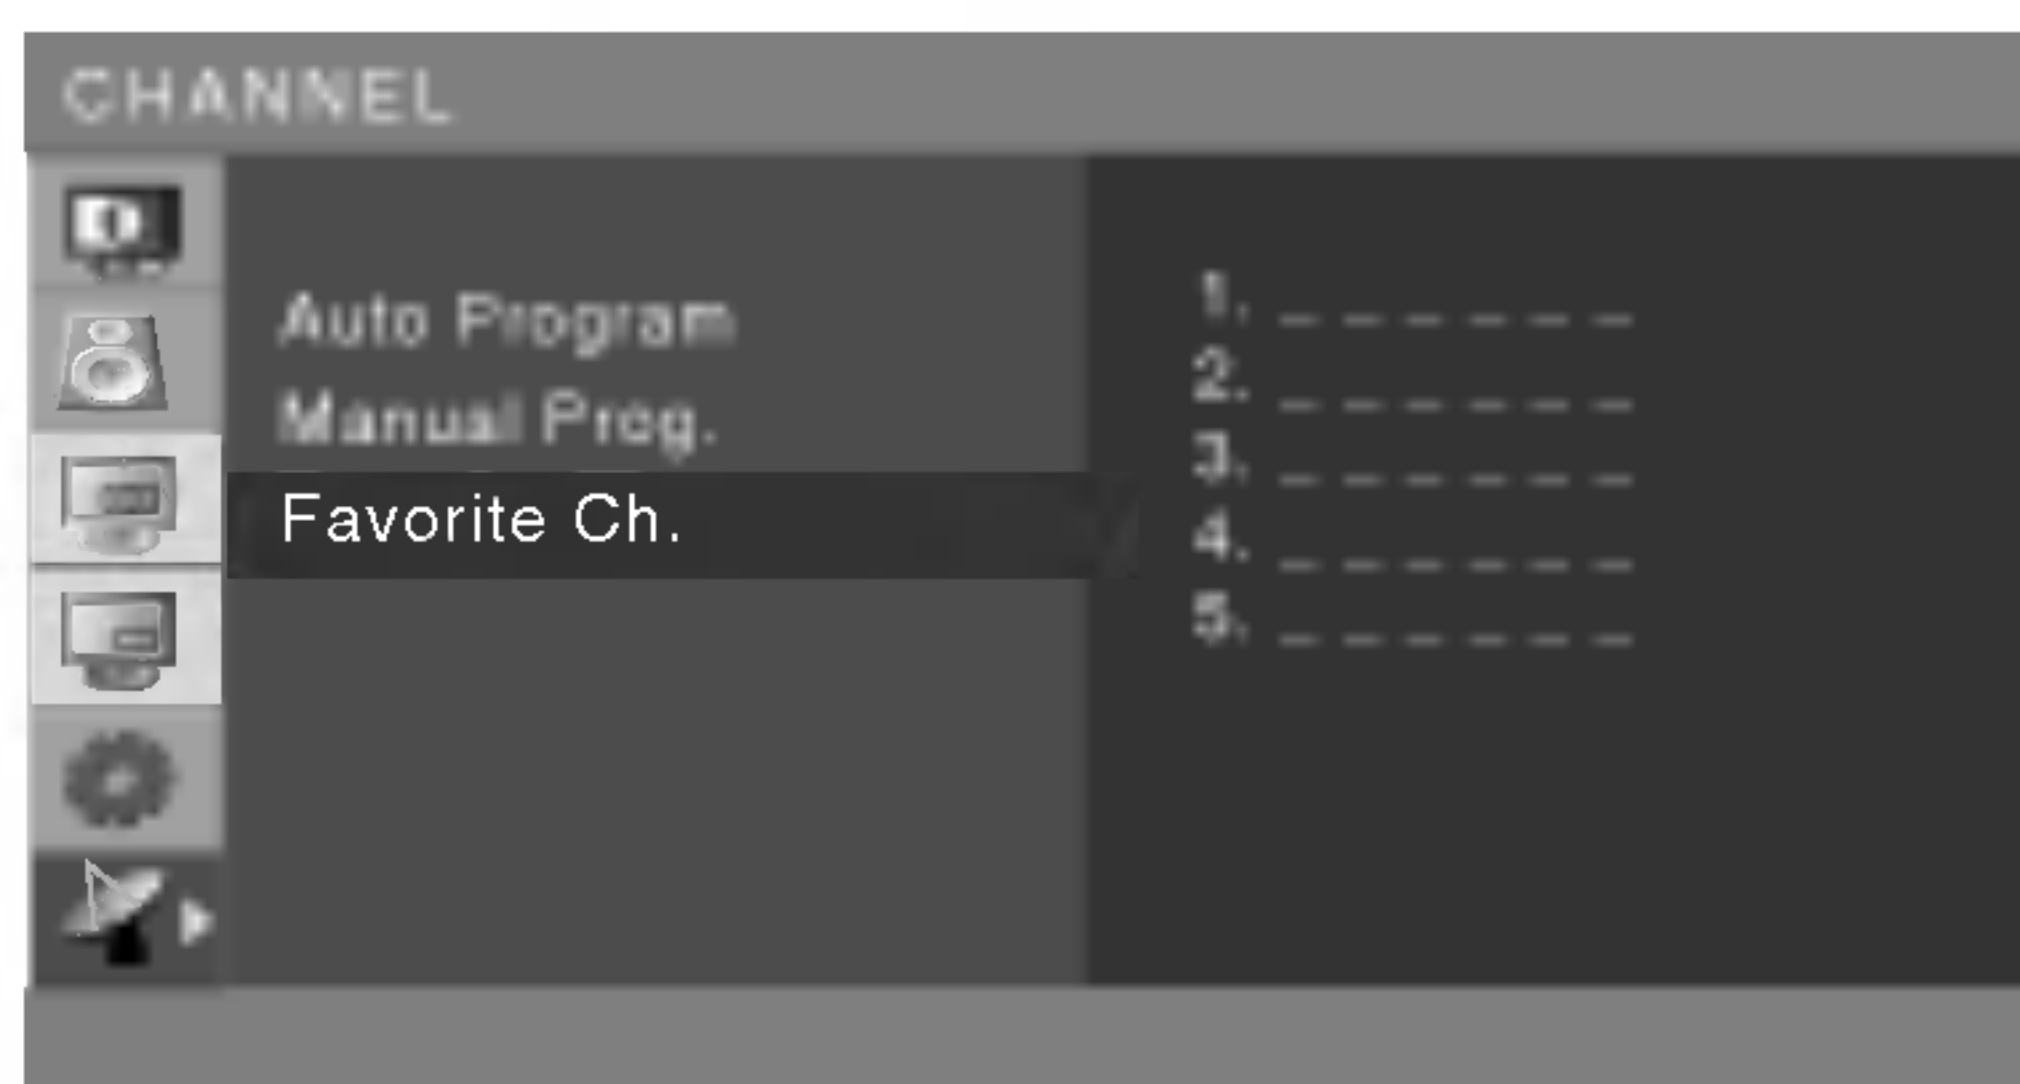 CHANNEL
Auto Program
Manual Prog.
Favorite Ch.
1. _ _ _ _ _ _
2. _ _ _ _ _ _
3. _ _ _ _ _ _
4. _ _ _ _ _ _
5. _ _ _ _ _ _